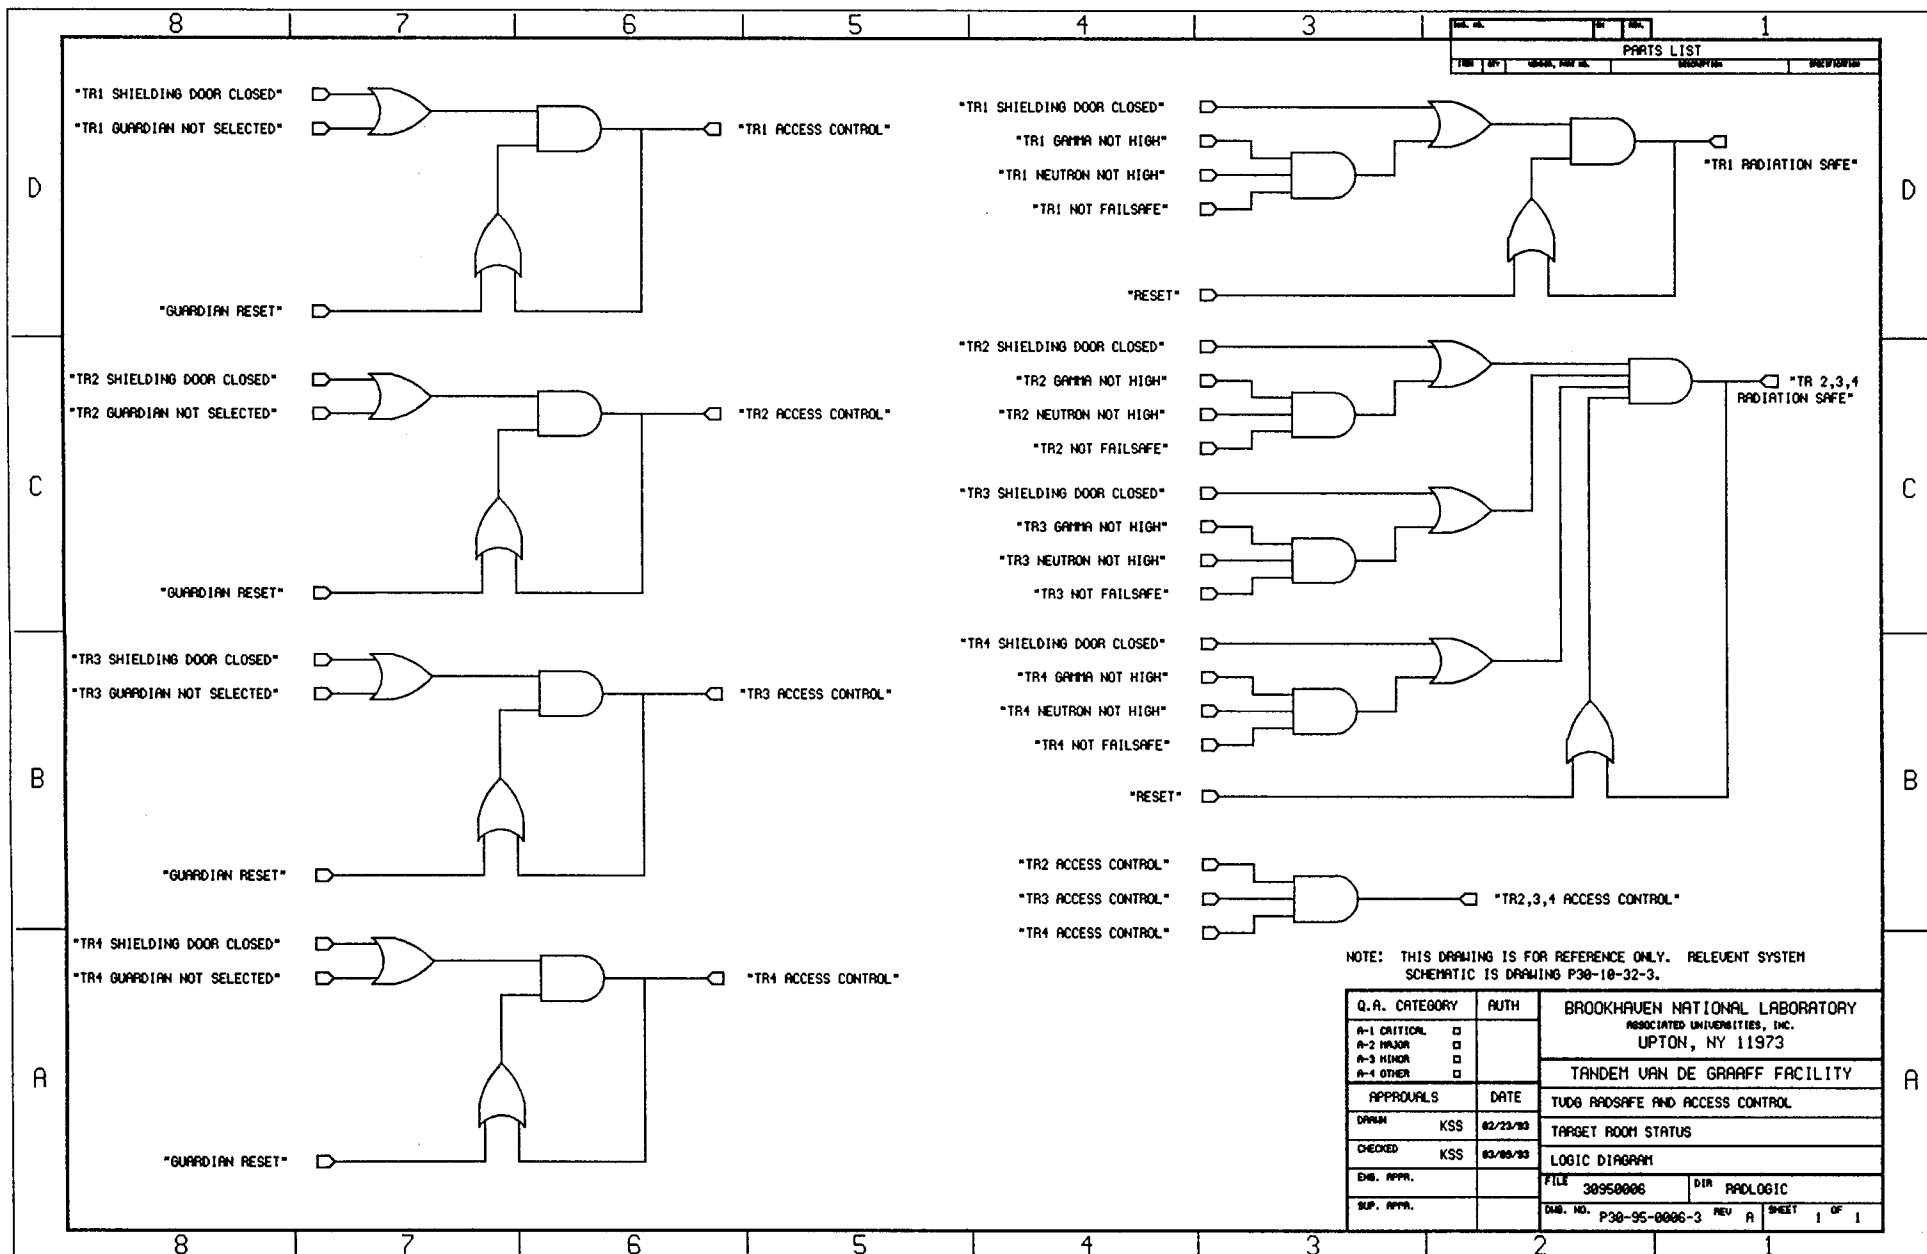 8 7 6 5 4 3 2 1
PARTS LIST
"TR1 SHIELDING DOOR CLOSED"
"TR1 GUARDIAN NOT SELECTED"
"TR1 ACCESS CONTROL"
"GUARDIAN RESET"
"TR2 SHIELDING DOOR CLOSED"
"TR2 GUARDIAN NOT SELECTED"
"TR2 ACCESS CONTROL"
"GUARDIAN RESET"
"TR3 SHIELDING DOOR CLOSED"
"TR3 GUARDIAN NOT SELECTED"
"TR3 ACCESS CONTROL"
"GUARDIAN RESET"
"TR4 SHIELDING DOOR CLOSED"
"TR4 GUARDIAN NOT SELECTED"
"TR4 ACCESS CONTROL"
"GUARDIAN RESET"
"TR1 SHIELDING DOOR CLOSED"
"TR1 GAMMA NOT HIGH"
"TR1 NEUTRON NOT HIGH"
"TR1 NOT FAILSAFE"
"TR1 RADIATION SAFE"
"RESET"
"TR2 SHIELDING DOOR CLOSED"
"TR2 GAMMA NOT HIGH"
"TR2 NEUTRON NOT HIGH"
"TR2 NOT FAILSAFE"
"TR 2,3,4
RADIATION SAFE"
"TR3 SHIELDING DOOR CLOSED"
"TR3 GAMMA NOT HIGH"
"TR3 NEUTRON NOT HIGH"
"TR3 NOT FAILSAFE"
"TR4 SHIELDING DOOR CLOSED"
"TR4 GAMMA NOT HIGH"
"TR4 NEUTRON NOT HIGH"
"TR4 NOT FAILSAFE"
"RESET"
"TR2 ACCESS CONTROL"
"TR3 ACCESS CONTROL"
"TR4 ACCESS CONTROL"
"TR2,3,4 ACCESS CONTROL"
D D
C C
B B
A A
NOTE: THIS DRAWING IS FOR REFERENCE ONLY. RELEVENT SYSTEM
SCHEMATIC IS DRAWING P30-10-32-3.
Q.A. CATEGORY AUTH
A-1 CRITICAL
A-2 MAJOR
A-3 MINOR
A-4 OTHER
APPROVALS DATE
DRAWN KSS 02/23/93
CHECKED KSS 03/09/93
ENG. APPR.
SUP. APPR.
BROOKHAVEN NATIONAL LABORATORY
ASSOCIATED UNIVERSITIES, INC.
UPTON, NY 11973
TANDEM VAN DE GRAAFF FACILITY
TVDG RADSAFE AND ACCESS CONTROL
TARGET ROOM STATUS
LOGIC DIAGRAM
FILE 30950006 DIR RADLOGIC
DWG. NO. P30-95-0006-3 REV A SHEET 1 OF 1
8 7 6 5 4 3 2 1